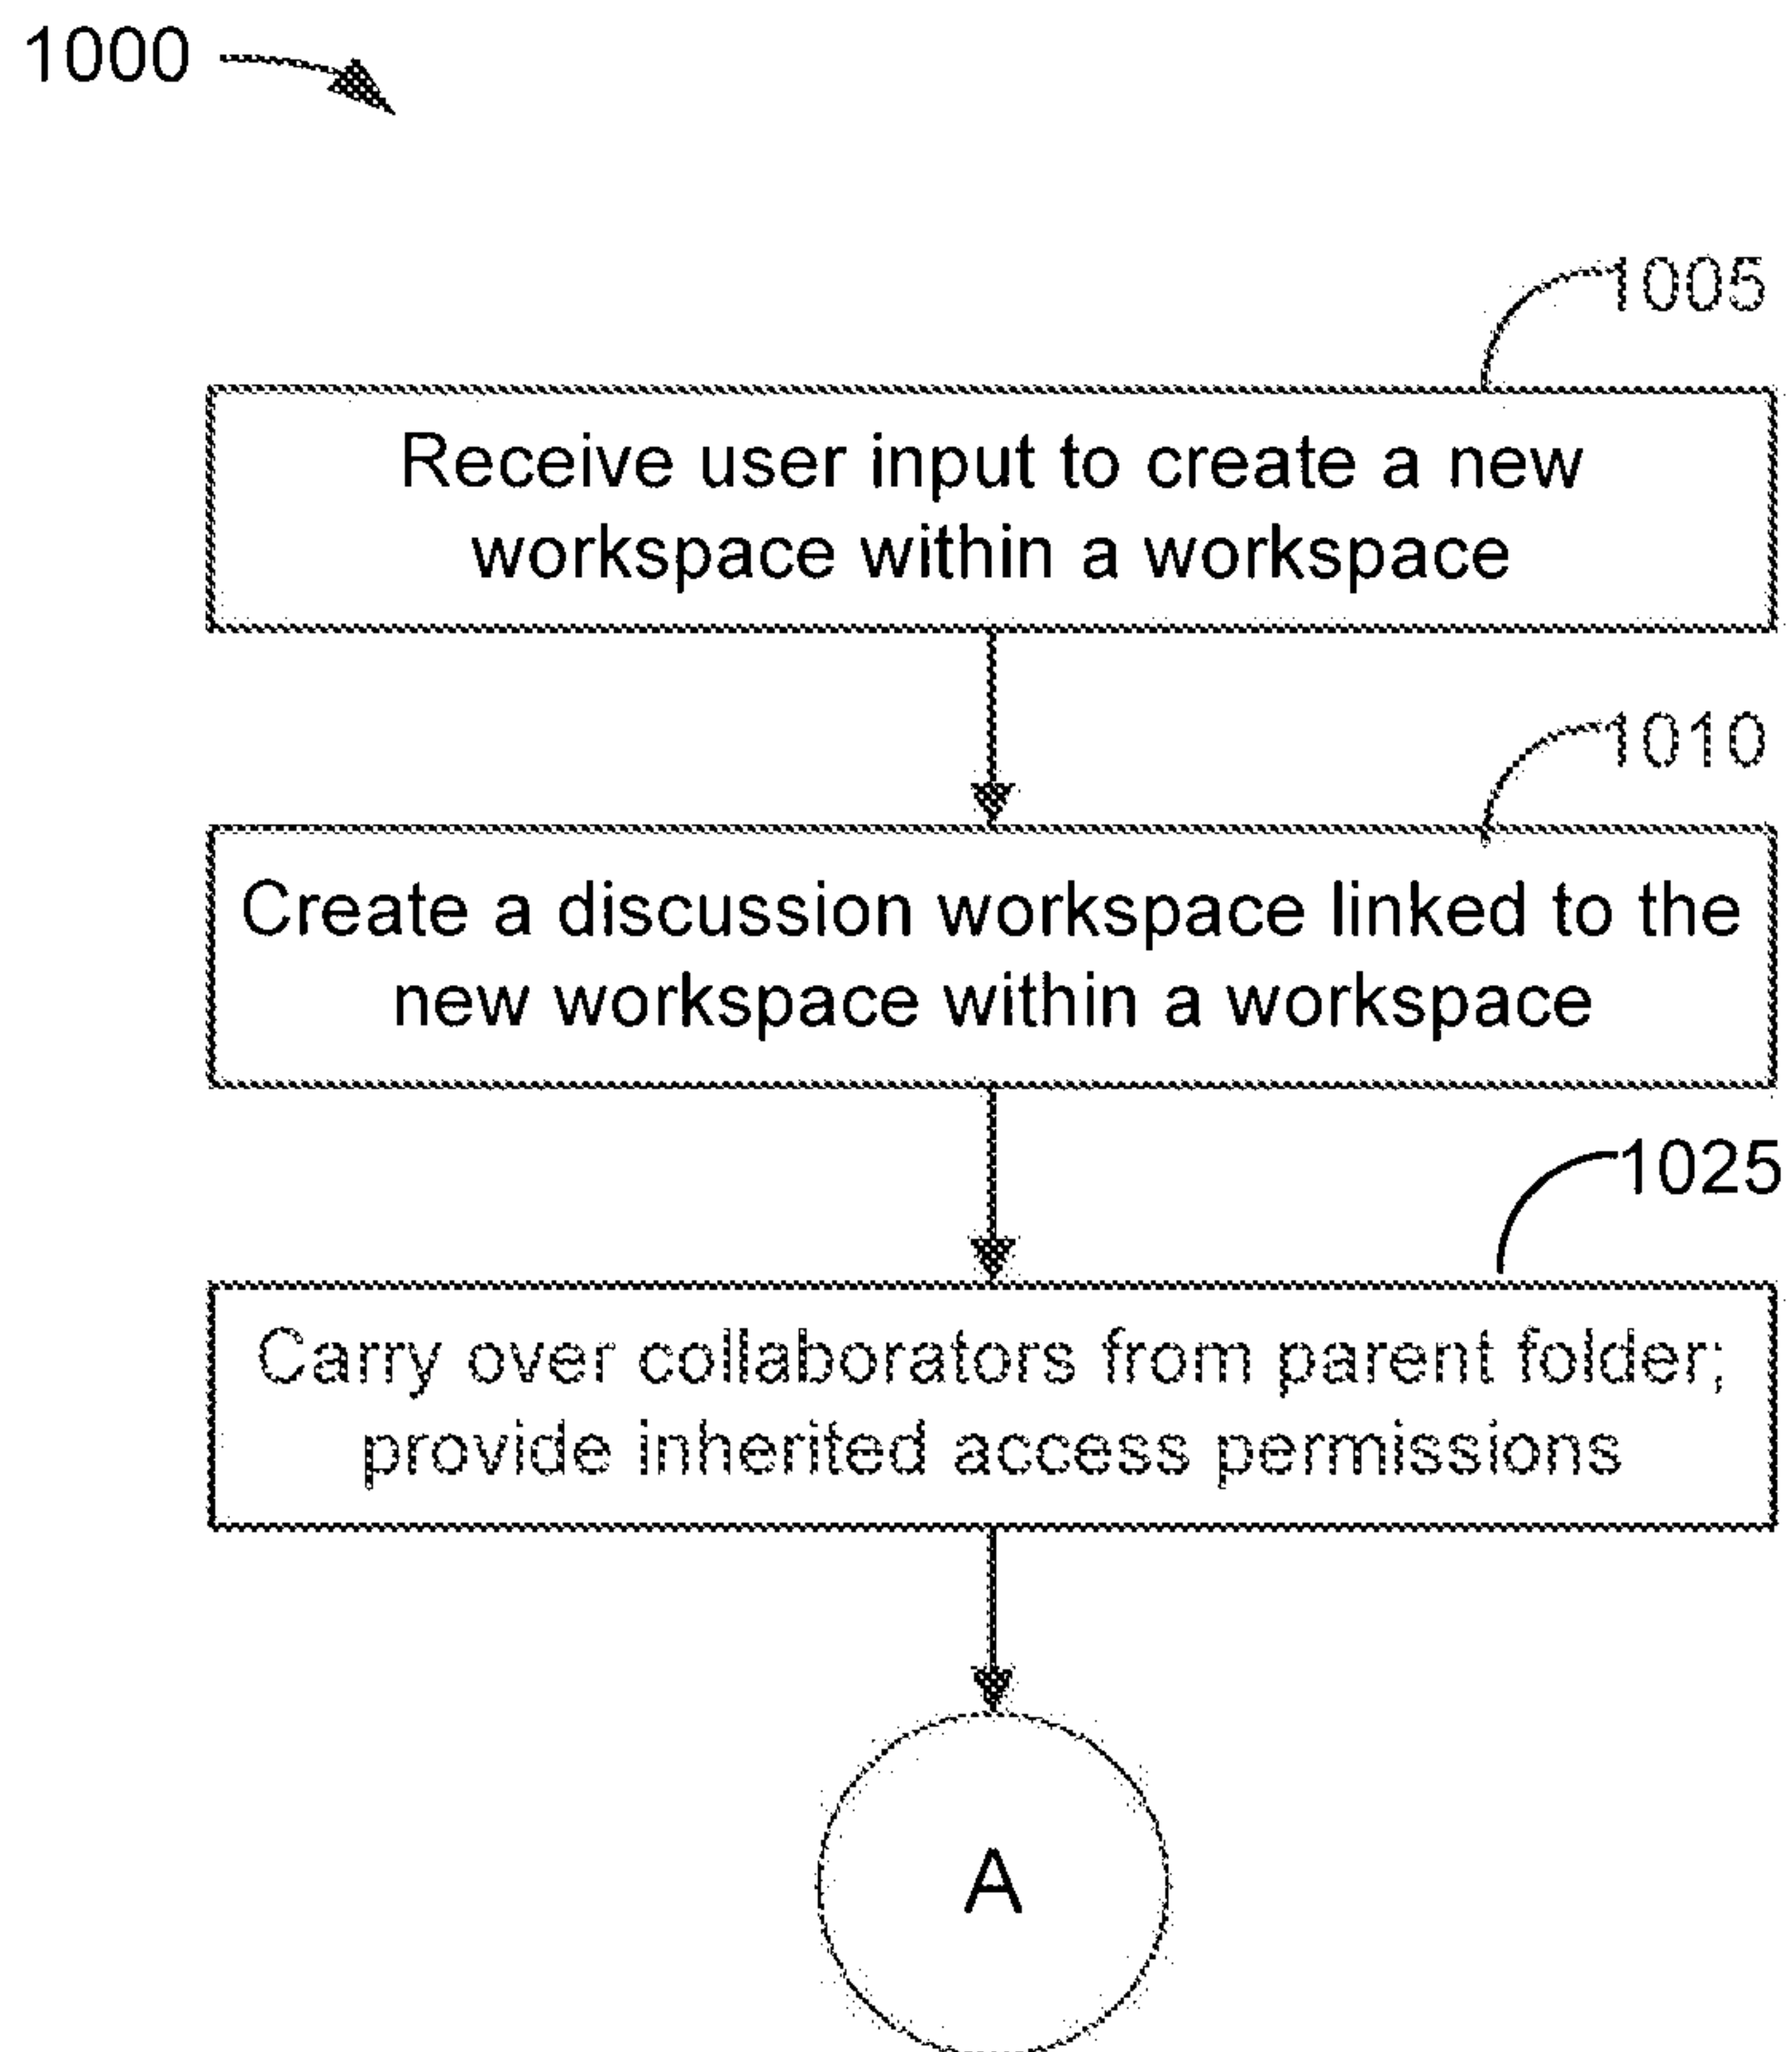 1000
1005
Receive user input to create a new
workspace within a workspace
1010
Create a discussion workspace linked to the
new workspace within a workspace
1025
Carry over collaborators from parent folder;
provide inherited access permissions
A